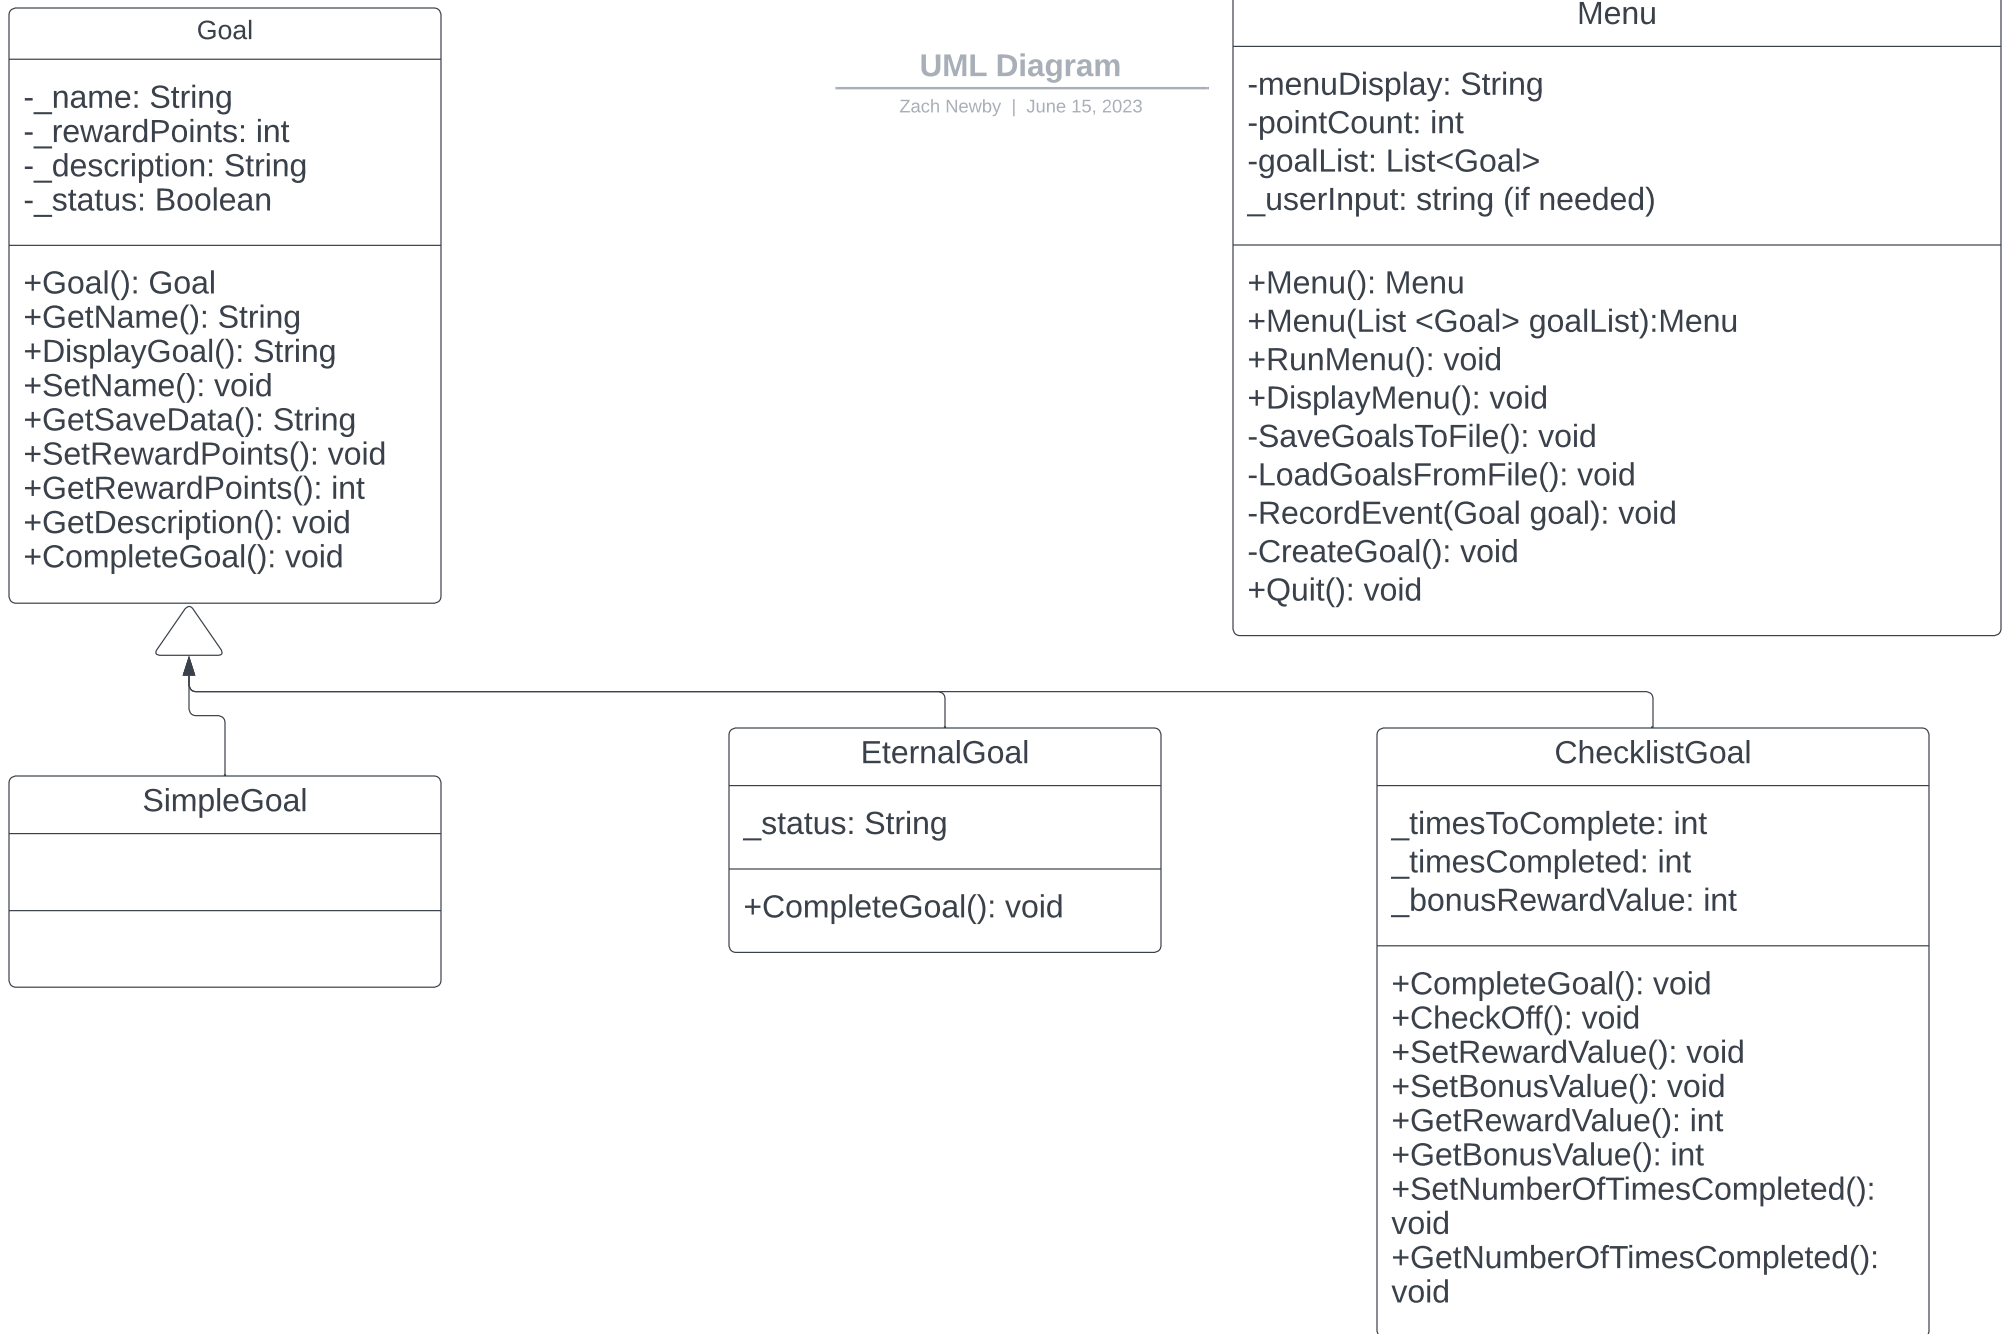 Goal
-_name: String
-_rewardPoints: int
-_description: String
-_status: Boolean
+Goal(): Goal
+GetName(): String
+DisplayGoal(): String
+SetName(): void
+GetSaveData(): String
+SetRewardPoints(): void
+GetRewardPoints(): int
+GetDescription(): void
+CompleteGoal(): void
UML Diagram
Zach Newby | June 15, 2023
Menu
-menuDisplay: String
-pointCount: int
-goalList: List<Goal>
_userInput: string (if needed)
+Menu(): Menu
+Menu(List <Goal> goalList):Menu
+RunMenu(): void
+DisplayMenu(): void
-SaveGoalsToFile(): void
-LoadGoalsFromFile(): void
-RecordEvent(Goal goal): void
-CreateGoal(): void
+Quit(): void
SimpleGoal
EternalGoal
_status: String
+CompleteGoal(): void
ChecklistGoal
_timesToComplete: int
_timesCompleted: int
_bonusRewardValue: int
+CompleteGoal(): void
+CheckOff(): void
+SetRewardValue(): void
+SetBonusValue(): void
+GetRewardValue(): int
+GetBonusValue(): int
+SetNumberOfTimesCompleted():
void
+GetNumberOfTimesCompleted():
void